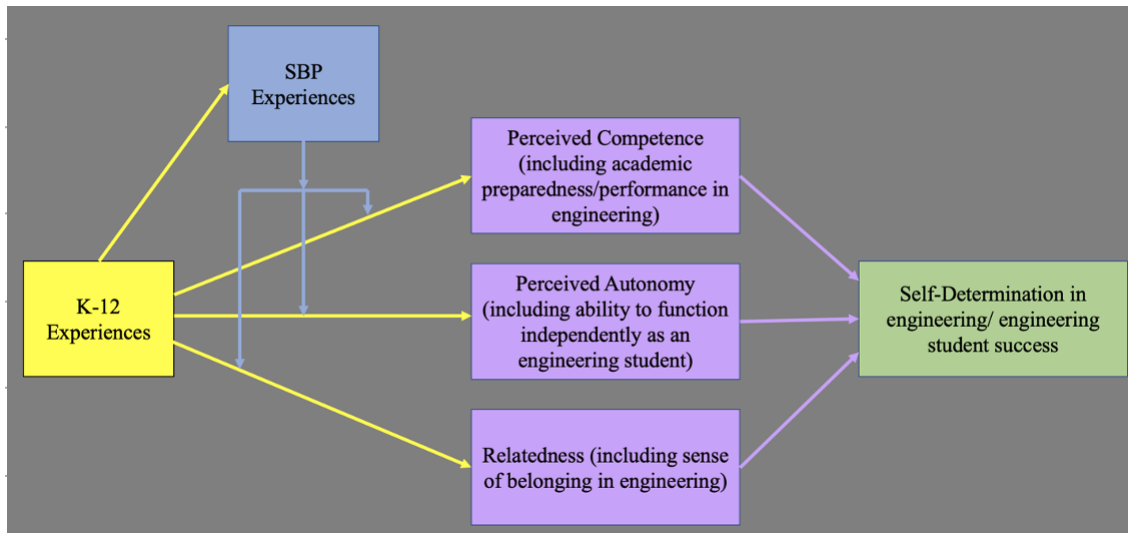 SBP
Experiences
Perceived Competence
(including academic
preparedness/performance in
engineering)
K-12
Experiences
Perceived Autonomy
(including ability to function
independently as an
engineering student)
Self-Determination in
engineering/ engineering
student success
Relatedness (including sense
of belonging in engineering)